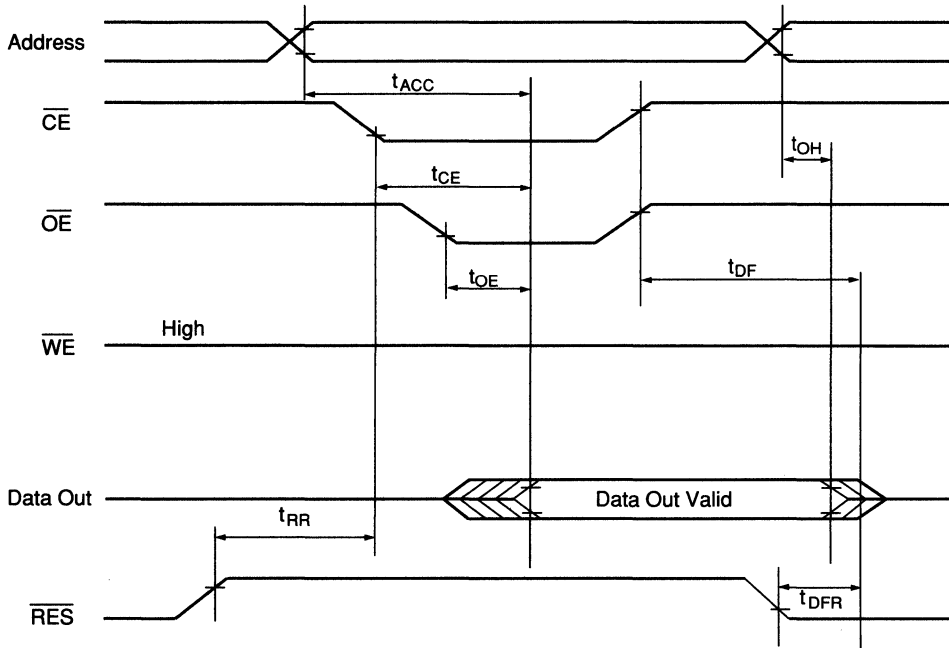 Address
tACC
CE
tOH
tCE
OE
tDF
tOE
High
WE
Data Out
Data Out Valid
tRR
tDFR
RES